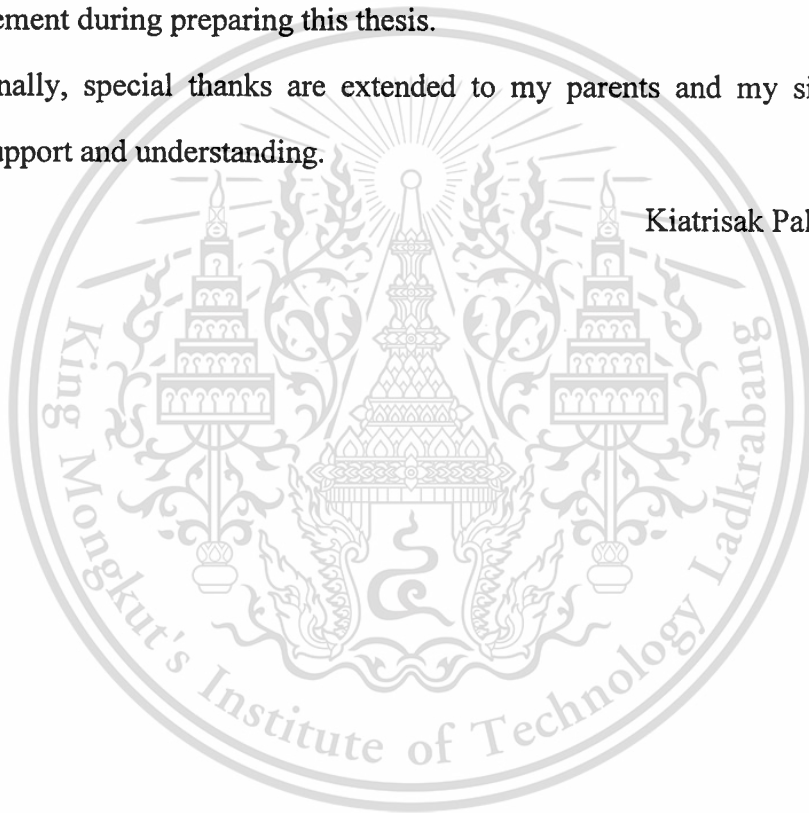 ement during preparing this thesis.
nally, special thanks are extended to my parents and my si
upport and understanding.
Kiatrisak Pal
King Mongkut's Institute of Technology Ladkrabang